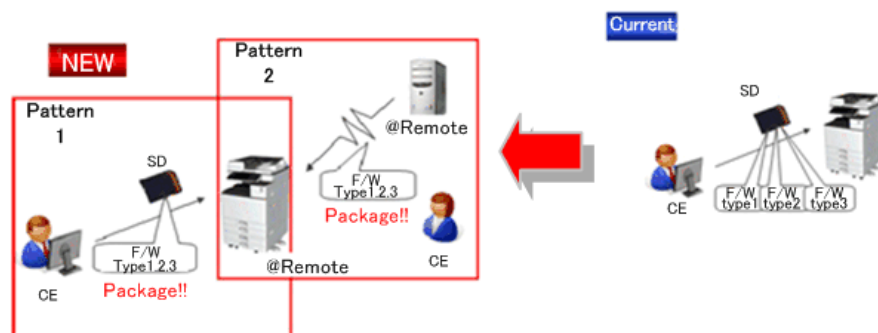 NEW
Pattern
1
SD
F/W
Type1.2.3
Package!!
CE
Pattern
2
@Remote
F/W
Type1.2.3
Package!!
@Remote
CE
Current
SD
CE
F/W
type1
F/W
type2
F/W
type3